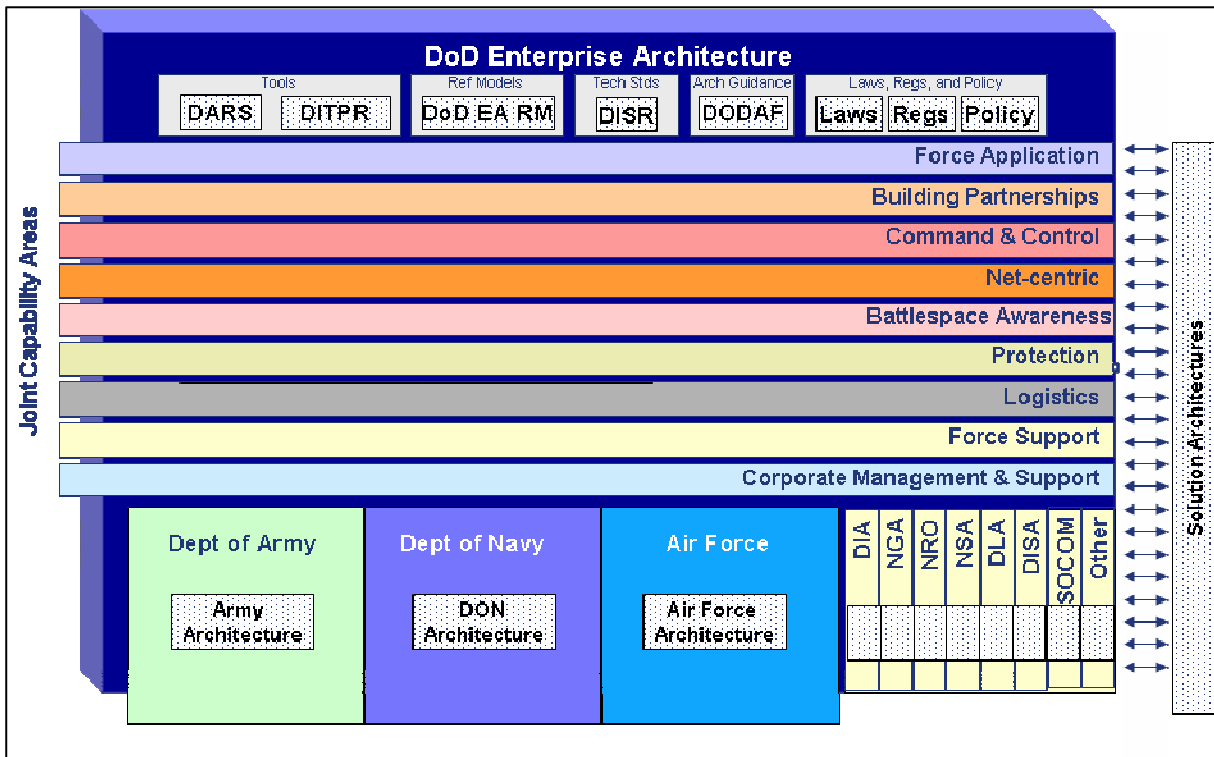 DoD Enterprise Architecture
Tools
DARS
DITPR
Ref Models
DoD EA RM
Tech Stds
DISR
Arch Guidance
DODAF
Laws, Regs, and Policy
Laws
Regs
Policy
Joint Capability Areas
Force Application
Building Partnerships
Command & Control
Net-centric
Battlespace Awareness
Protection
Logistics
Force Support
Corporate Management & Support
Solution Architectures
Dept of Army
Army
Architecture
Dept of Navy
DON
Architecture
Air Force
Air Force
Architecture
DIA
NGA
NRO
NSA
DLA
DISA
SOCOM
Other